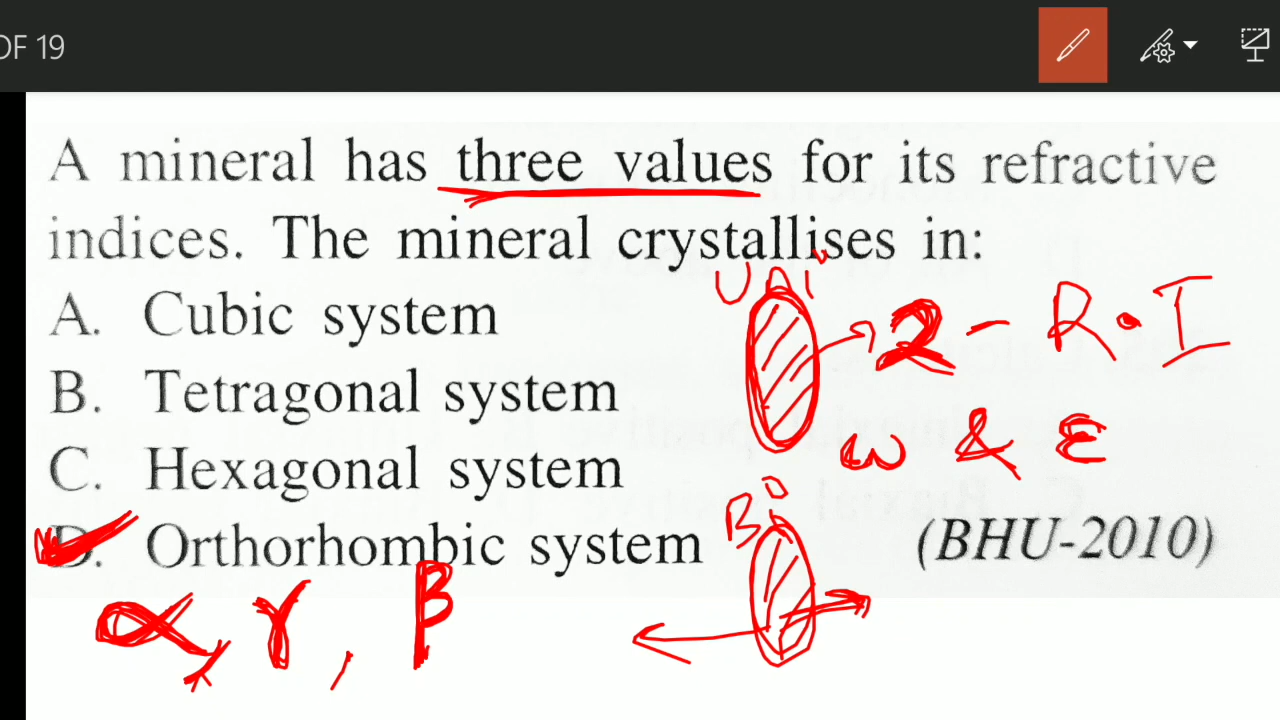 OF 19
A mineral has three values for its refractive
indices. The mineral crystallises in:
A. Cubic system
B. Tetragonal system
C. Hexagonal system
D. Orthorhombic system
(BHU-2010)
Uni
2 - R.I
ω & ε
Bi
α, γ, β